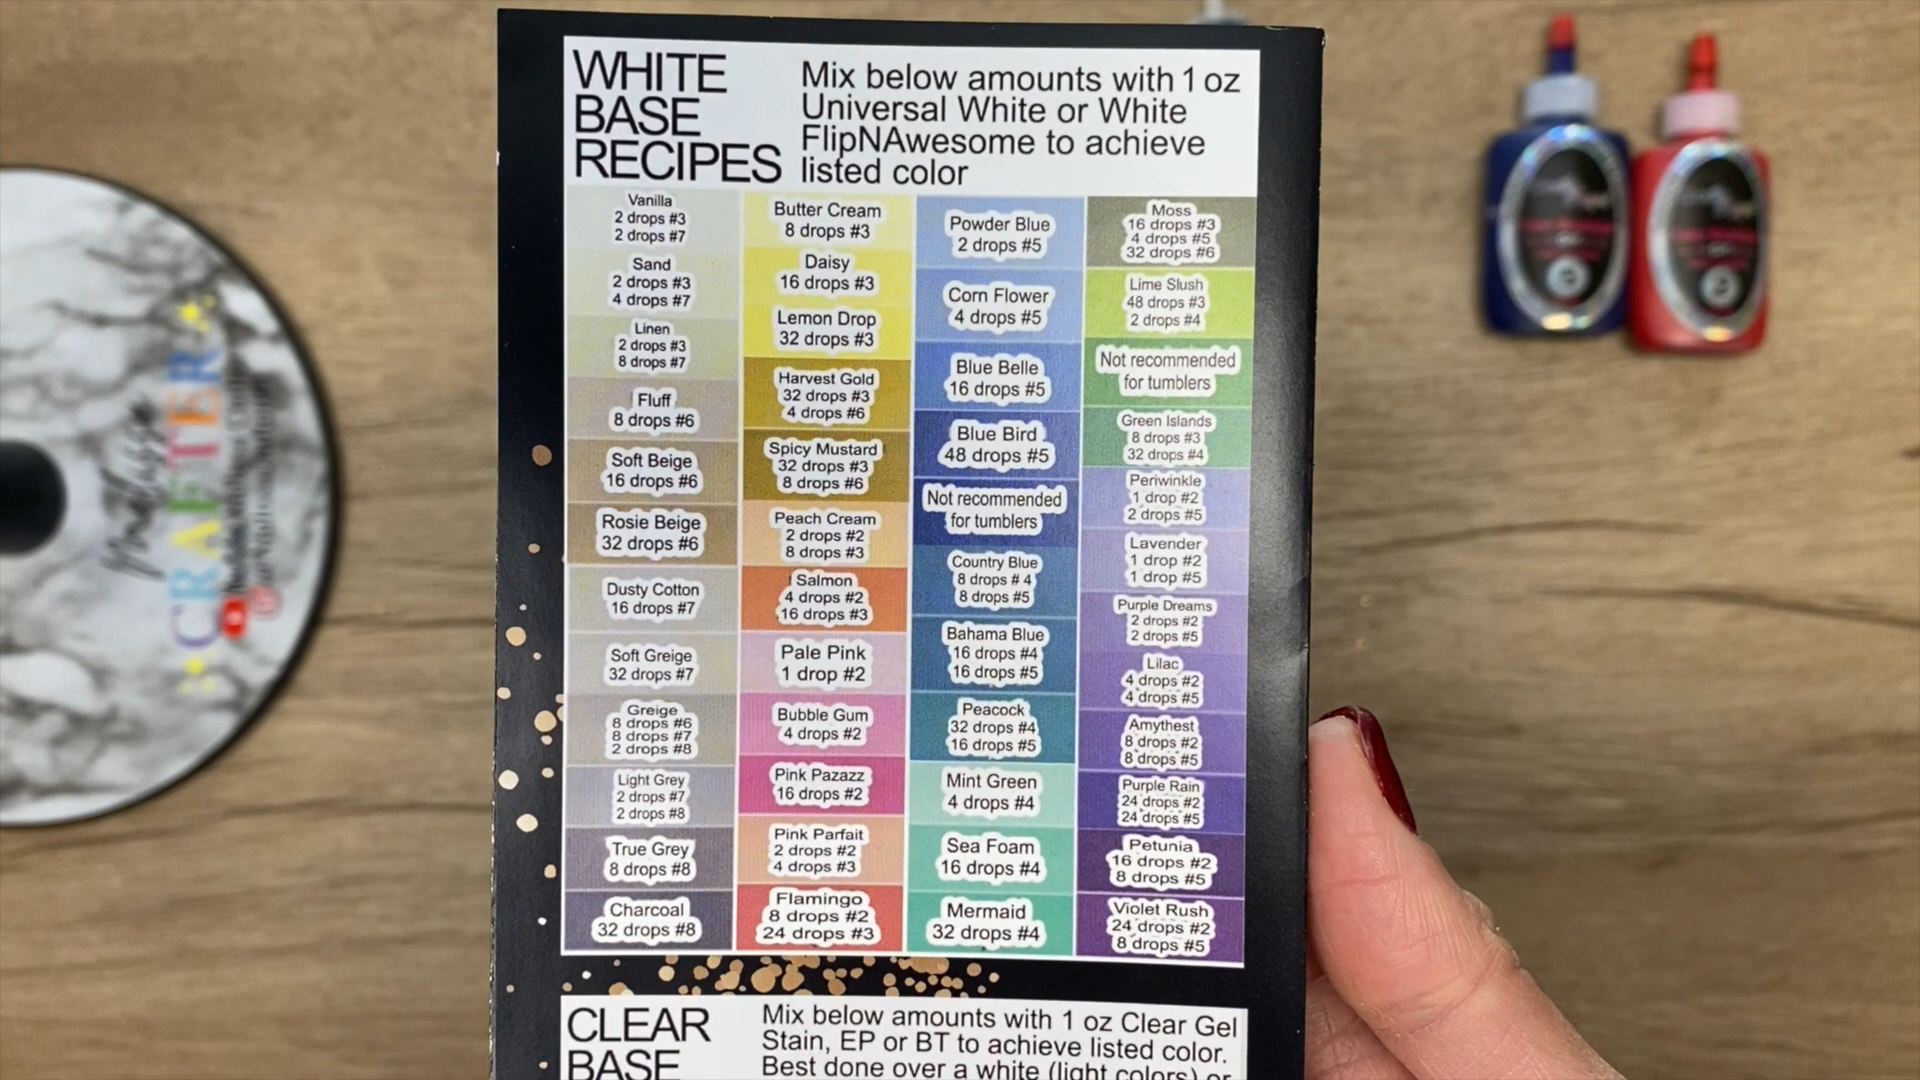 WHITE
BASE
RECIPES
Mix below amounts with 1 oz
Universal White or White
FlipNAwesome to achieve
listed color
Vanilla
2 drops #3
2 drops #7
Sand
2 drops #3
4 drops #7
Linen
2 drops #3
8 drops #7
Fluff
8 drops #6
Soft Beige
16 drops #6
Rosie Beige
32 drops #6
Dusty Cotton
16 drops #7
Soft Greige
32 drops #7
Greige
8 drops #6
8 drops #7
2 drops #8
Light Grey
2 drops #7
2 drops #8
True Grey
8 drops #8
Charcoal
32 drops #8
Butter Cream
8 drops #3
Daisy
16 drops #3
Lemon Drop
32 drops #3
Harvest Gold
32 drops #3
4 drops #6
Spicy Mustard
32 drops #3
8 drops #6
Peach Cream
2 drops #2
8 drops #3
Salmon
4 drops #2
16 drops #3
Pale Pink
1 drop #2
Bubble Gum
4 drops #2
Pink Pazazz
16 drops #2
Pink Parfait
2 drops #2
4 drops #3
Flamingo
8 drops #2
24 drops #3
Powder Blue
2 drops #5
Corn Flower
4 drops #5
Blue Belle
16 drops #5
Blue Bird
48 drops #5
Not recommended
for tumblers
Country Blue
8 drops # 4
8 drops #5
Bahama Blue
16 drops #4
16 drops #5
Peacock
32 drops #4
16 drops #5
Mint Green
4 drops #4
Sea Foam
16 drops #4
Mermaid
32 drops #4
Moss
16 drops #3
4 drops #5
32 drops #6
Lime Slush
48 drops #3
2 drops #4
Not recommended
for tumblers
Green Islands
8 drops #3
32 drops #4
Periwinkle
1 drop #2
2 drops #5
Lavender
1 drop #2
1 drop #5
Purple Dreams
2 drops #2
2 drops #5
Lilac
4 drops #2
4 drops #5
Amythest
8 drops #2
8 drops #5
Purple Rain
24 drops #2
24 drops #5
Petunia
16 drops #2
8 drops #5
Violet Rush
24 drops #2
8 drops #5
CLEAR
BASE
Mix below amounts with 1 oz Clear Gel
Stain, EP or BT to achieve listed color.
Best done over a white (light colors) or
CRAFTER